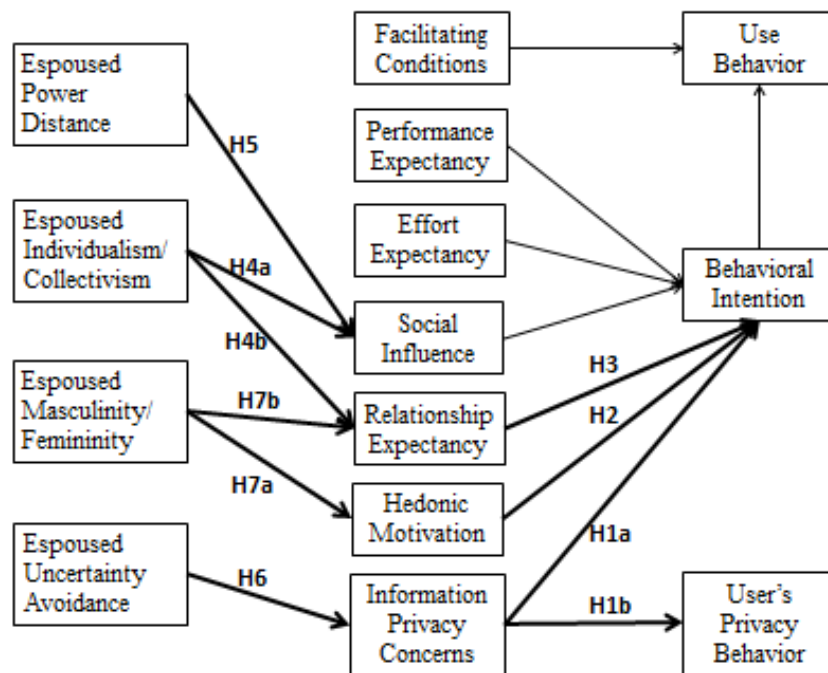 Espoused
Power
Distance
Espoused
Individualism/
Collectivism
Espoused
Masculinity/
Femininity
Espoused
Uncertainty
Avoidance
H5
H4a
H4b
H7b
H7a
H6
Facilitating
Conditions
Performance
Expectancy
Effort
Expectancy
Social
Influence
Relationship
Expectancy
Hedonic
Motivation
Information
Privacy
Concerns
H3
H2
H1a
H1b
Use
Behavior
Behavioral
Intention
User's
Privacy
Behavior